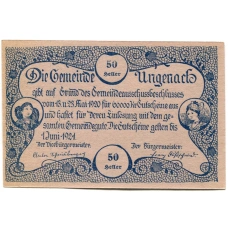 Die Gemeinde 50 Heller Ungenach
gibt auf Grund des Gemeindeausschußbeschlusses
vom 6. u. 25. Mai 1920 für 60000 K Gutscheine aus
und haftet für deren Einlösung mit dem ge-
samten Gemeindegute. Die Gutscheine gelten bis
1. Juni 1921.
Der Vizebürgermeister: Der Bürgermeister:
50
Heller